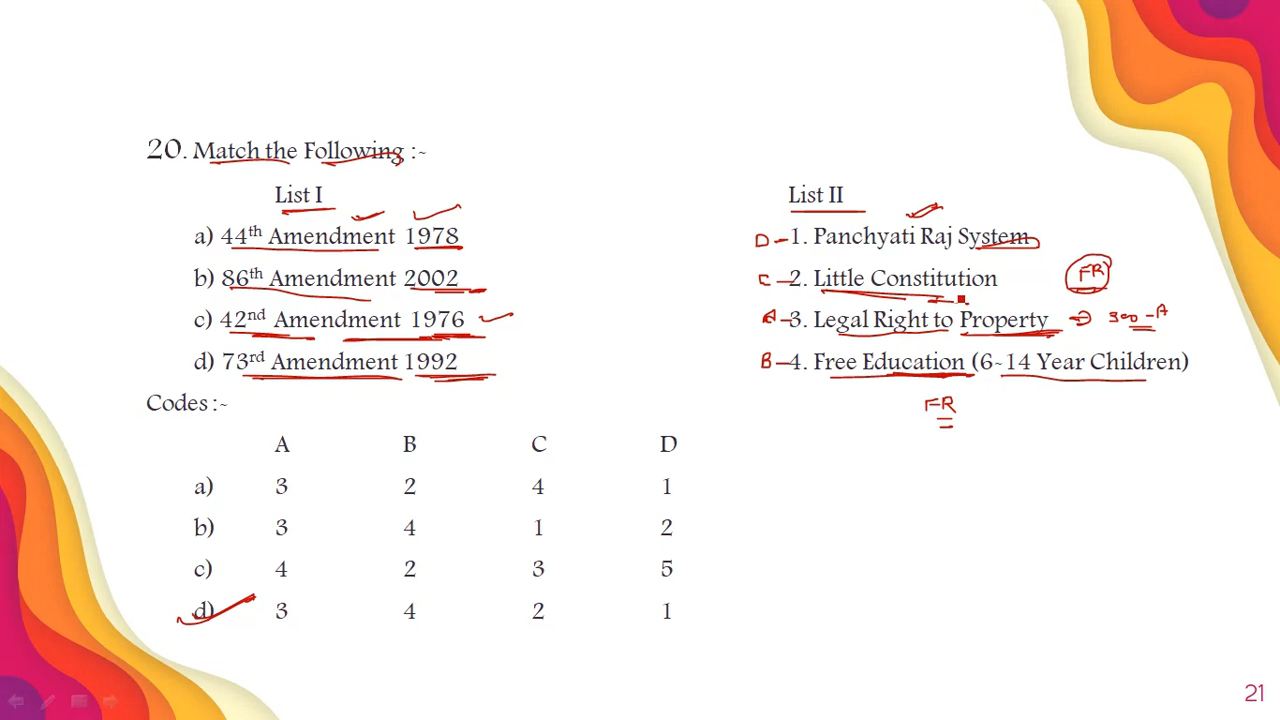 20. Match the Following :-
List I List II
a) 44th Amendment 1978 D - 1. Panchyati Raj System
b) 86th Amendment 2002 C - 2. Little Constitution FR
c) 42nd Amendment 1976 A - 3. Legal Right to Property ⇒ 300-A
d) 73rd Amendment 1992 B - 4. Free Education (6-14 Year Children)
Codes :- FR
A B C D
a) 3 2 4 1
b) 3 4 1 2
c) 4 2 3 5
d) 3 4 2 1
21